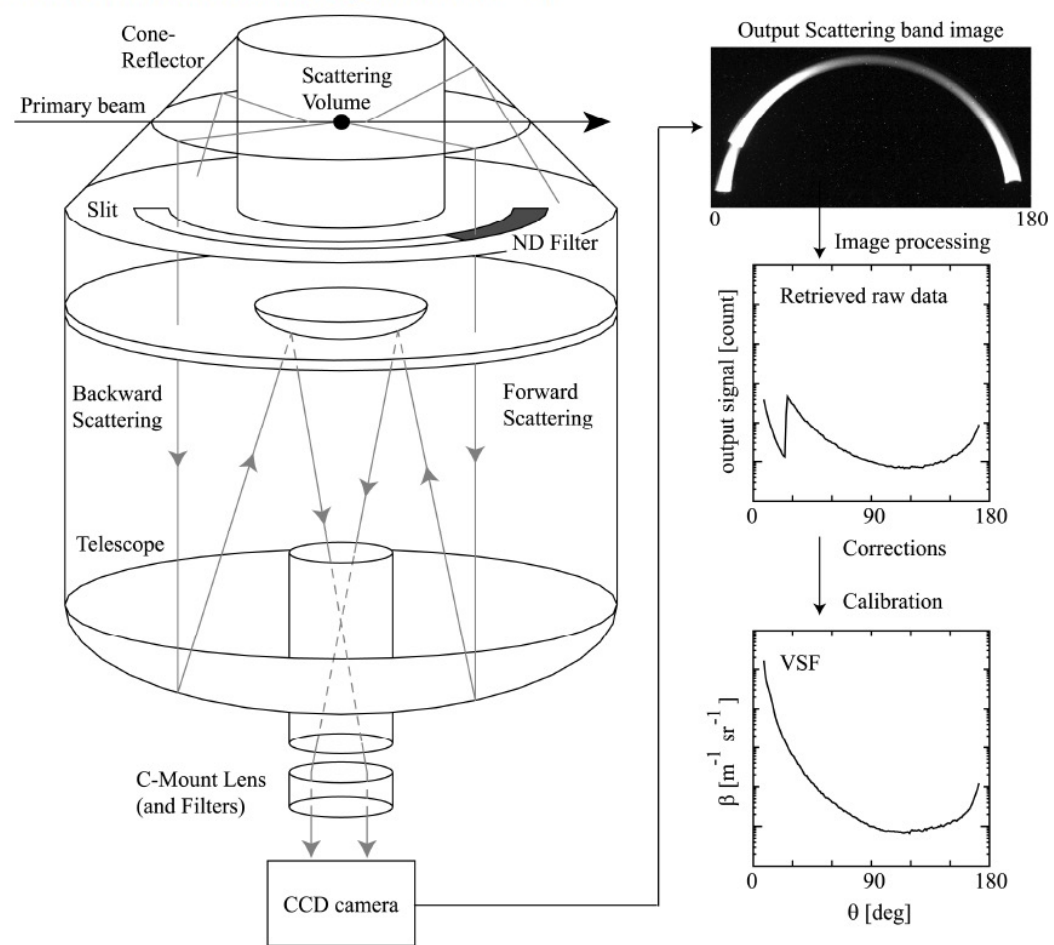 Cone-
Reflector
Scattering
Volume
Primary beam
Slit
ND Filter
Backward
Scattering
Forward
Scattering
Telescope
C-Mount Lens
(and Filters)
CCD camera
Output Scattering band image
0 180
Image processing
Retrieved raw data
output signal [count]
0 90 180
Corrections
Calibration
VSF
β [m⁻¹ sr⁻¹]
0 90 180
θ [deg]